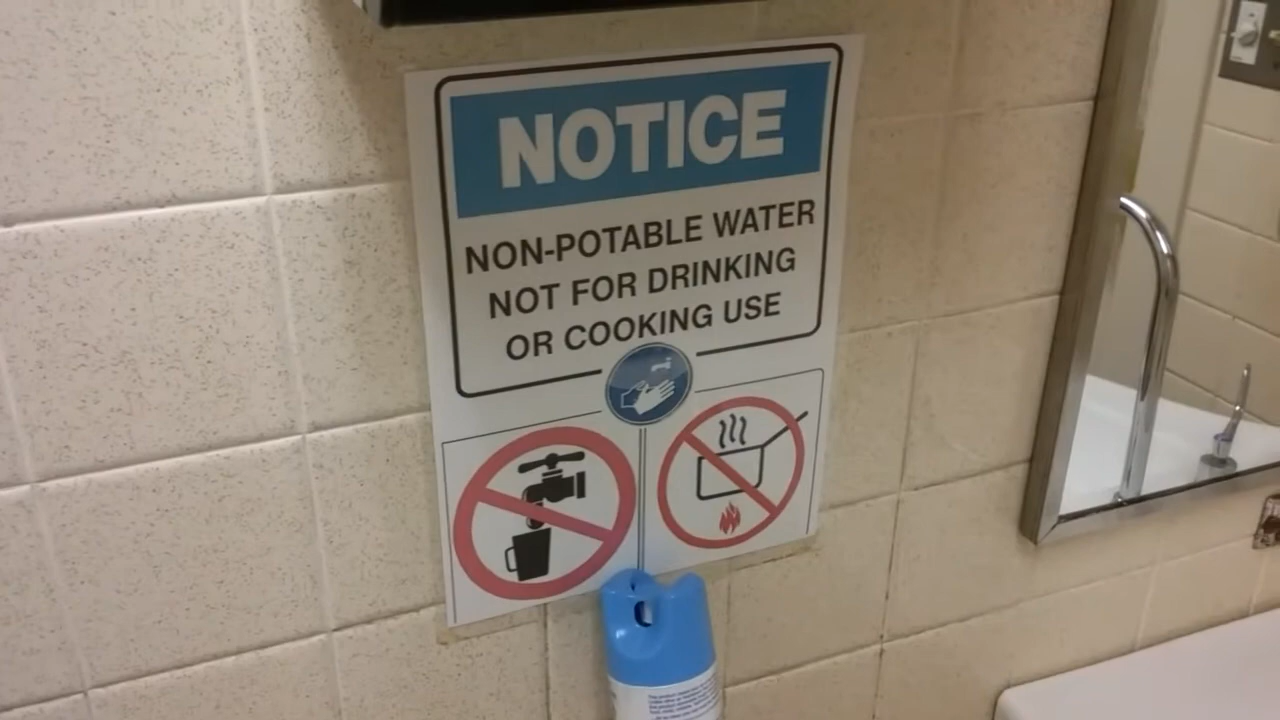 NOTICE
NON-POTABLE WATER
NOT FOR DRINKING
OR COOKING USE